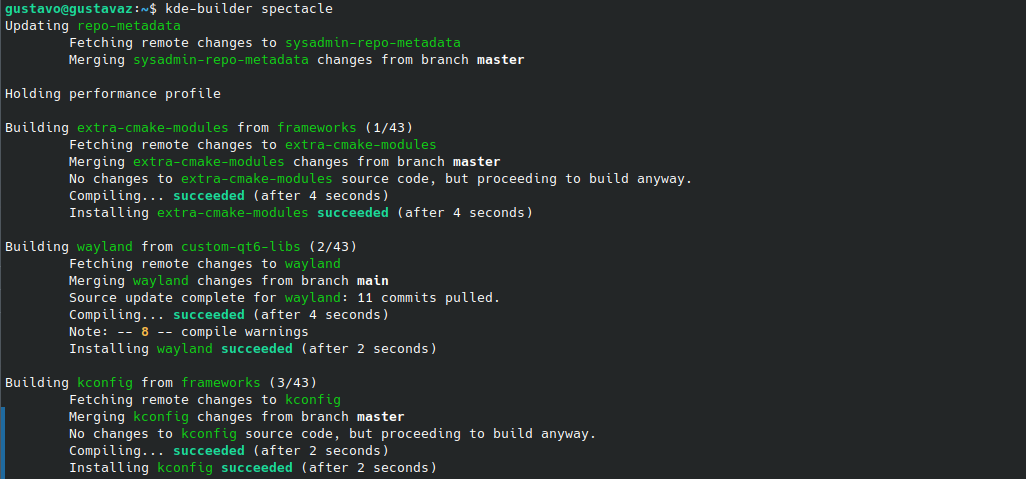 gustavo@gustavaz:~$ kde-builder spectacle
Updating repo-metadata
Fetching remote changes to sysadmin-repo-metadata
Merging sysadmin-repo-metadata changes from branch master
Holding performance profile
Building extra-cmake-modules from frameworks (1/43)
Fetching remote changes to extra-cmake-modules
Merging extra-cmake-modules changes from branch master
No changes to extra-cmake-modules source code, but proceeding to build anyway.
Compiling... succeeded (after 4 seconds)
Installing extra-cmake-modules succeeded (after 4 seconds)
Building wayland from custom-qt6-libs (2/43)
Fetching remote changes to wayland
Merging wayland changes from branch main
Source update complete for wayland: 11 commits pulled.
Compiling... succeeded (after 4 seconds)
Note: -- 8 -- compile warnings
Installing wayland succeeded (after 2 seconds)
Building kconfig from frameworks (3/43)
Fetching remote changes to kconfig
Merging kconfig changes from branch master
No changes to kconfig source code, but proceeding to build anyway.
Compiling... succeeded (after 2 seconds)
Installing kconfig succeeded (after 2 seconds)